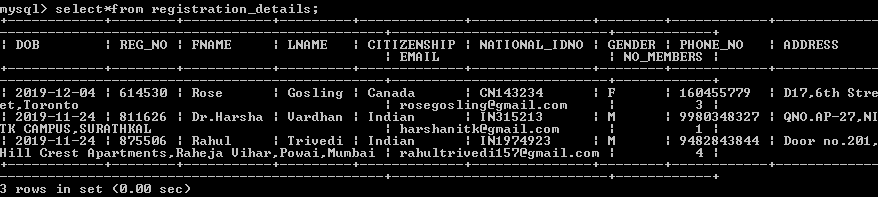 mysql> select*from registration_details;
+------------+--------+----------+---------+-------------+---------------+--------+------------+-------------
---------------------------------------------------+--------------------------+------------+
| DOB | REG_NO | FNAME | LNAME | CITIZENSHIP | NATIONAL_IDNO | GENDER | PHONE_NO | ADDRESS
| EMAIL | NO_MEMBERS |
+------------+--------+----------+---------+-------------+---------------+--------+------------+-------------
---------------------------------------------------+--------------------------+------------+
| 2019-12-04 | 614530 | Rose | Gosling | Canada | CN143234 | F | 160455779 | D17,6th Stre
et,Toronto | rosegosling@gmail.com | 3 |
| 2019-11-24 | 811626 | Dr.Harsha | Vardhan | Indian | IN315213 | M | 9980348327 | QNO.AP-27,NI
TK CAMPUS,SURATHKAL | harshanitk@gmail.com | 1 |
| 2019-11-24 | 875506 | Rahul | Trivedi | Indian | IN1974923 | M | 9482843844 | Door no.201,
Hill Crest Apartments,Raheja Vihar,Powai,Mumbai | rahultrivedi157@gmail.com | 4 |
+------------+--------+----------+---------+-------------+---------------+--------+------------+-------------
---------------------------------------------------+--------------------------+------------+
3 rows in set (0.00 sec)